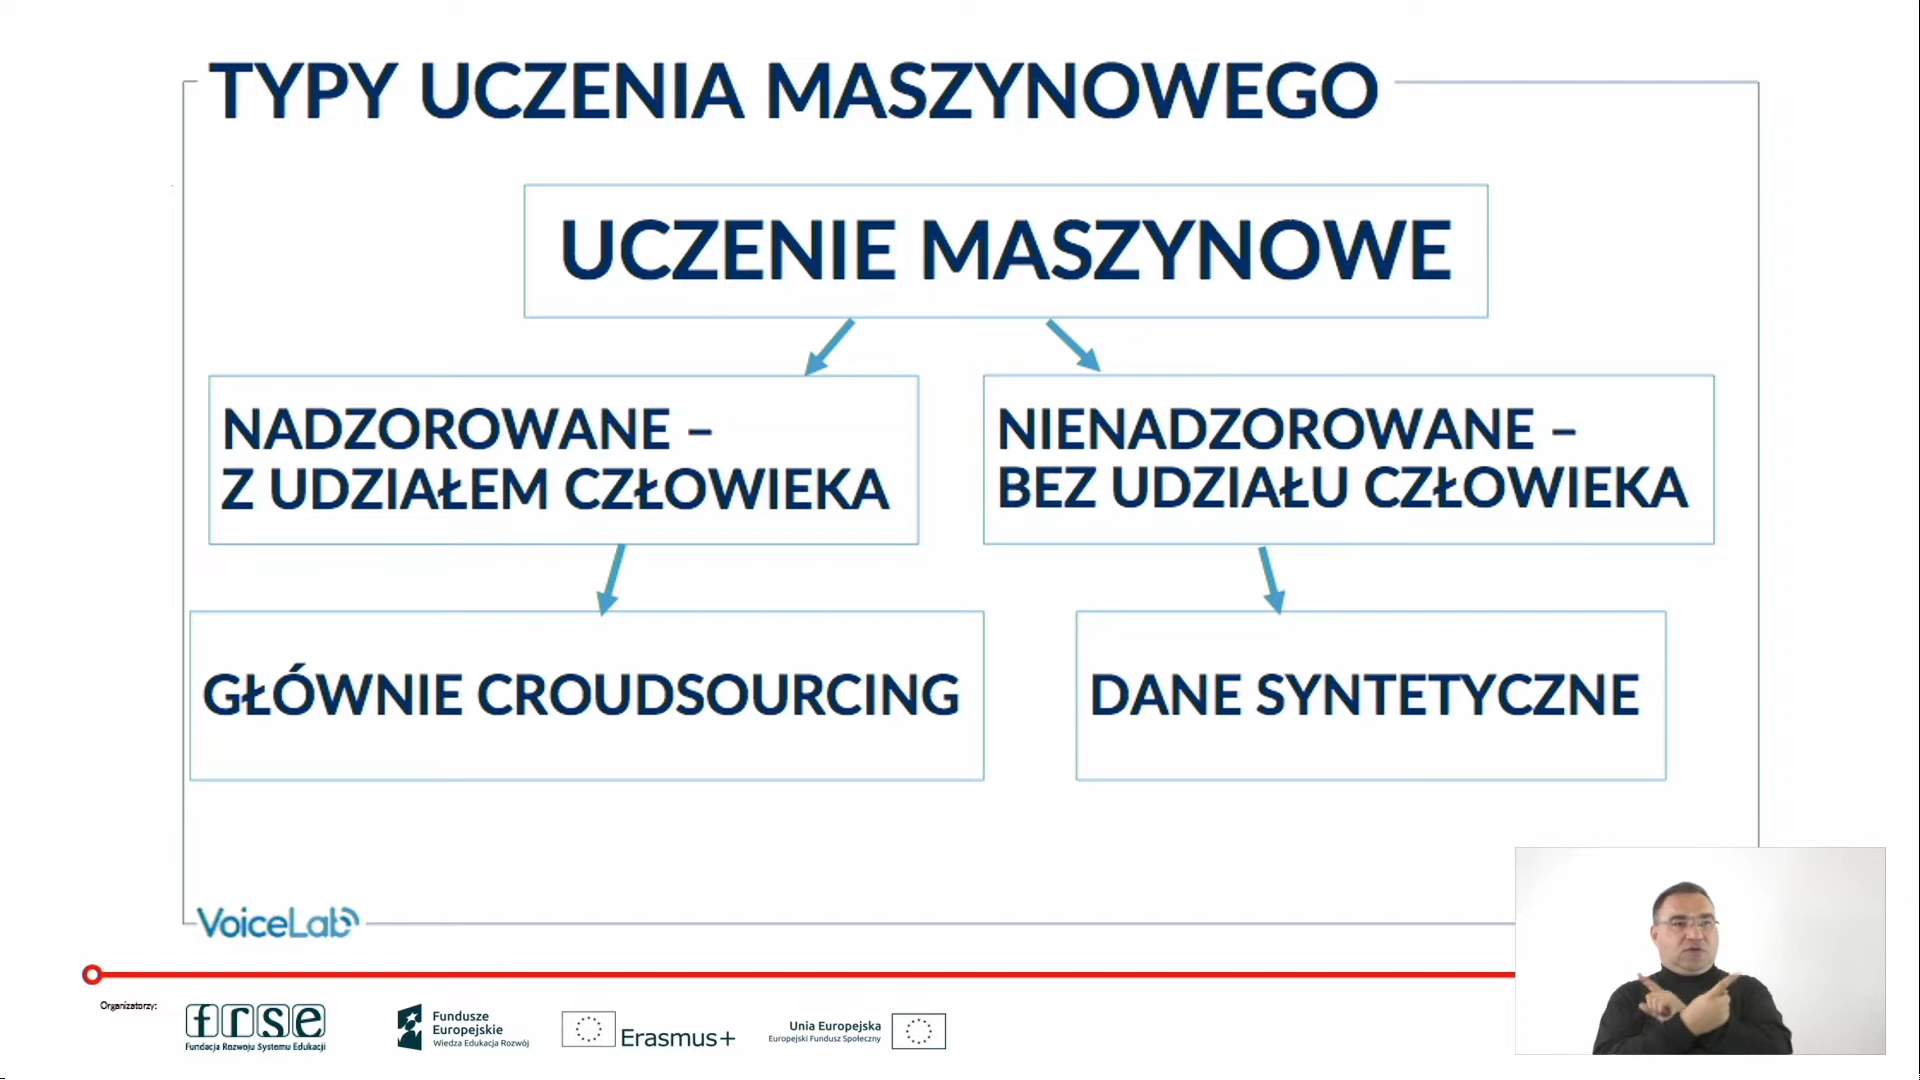 TYPY UCZENIA MASZYNOWEGO
UCZENIE MASZYNOWE
NADZOROWANE –
Z UDZIAŁEM CZŁOWIEKA
NIENADZOROWANE –
BEZ UDZIAŁU CZŁOWIEKA
GŁÓWNIE CROUDSOURCING
DANE SYNTETYCZNE
VoiceLab
Organizatorzy:
frse
Fundacja Rozwoju Systemu Edukacji
Fundusze
Europejskie
Wiedza Edukacja Rozwój
Erasmus+
Unia Europejska
Europejski Fundusz Społeczny